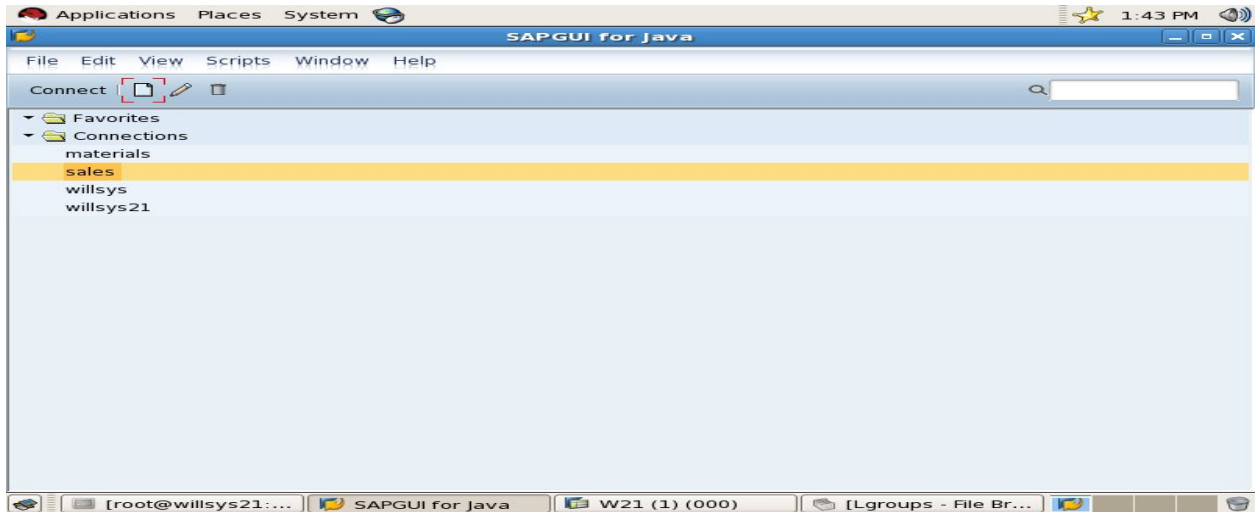 Applications Places System 1:43 PM
SAPGUI for Java
File Edit View Scripts Window Help
Connect
Favorites
Connections
materials
sales
willsys
willsys21
[root@willsys21:... SAPGUI for Java W21 (1) (000) [Lgroups - File Br...